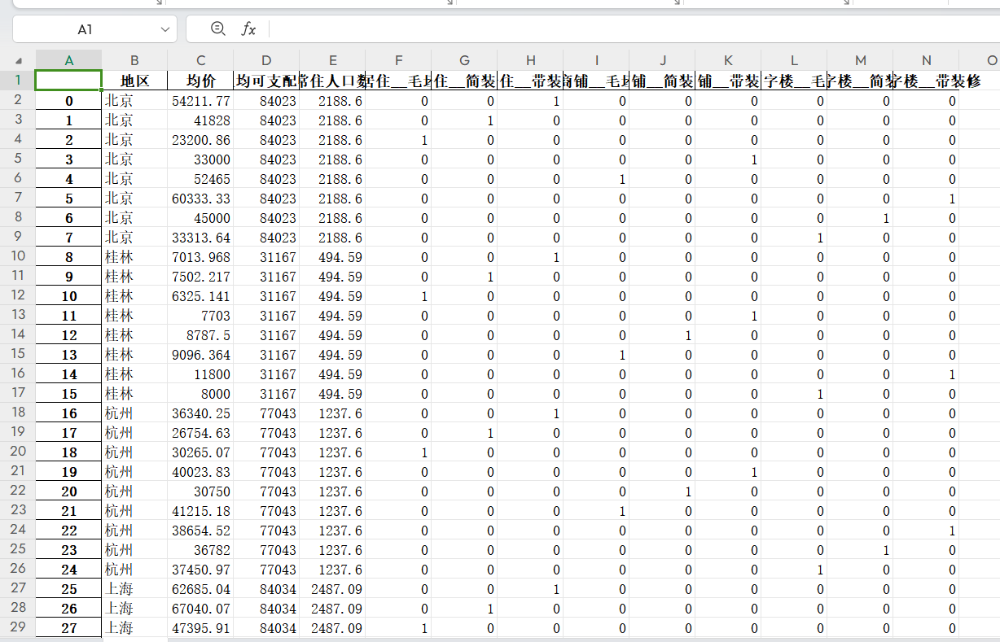 A1 fx
A B C D E F G H I J K L M N O
1 地区 均价 均可支配 常住人口数 居住__毛坯 住__简装 住__带装 商铺__毛坯 铺__简装 铺__带装 字楼__毛 字楼__简装 字楼__带装修
2 0 北京 54211.77 84023 2188.6 0 0 1 0 0 0 0 0 0
3 1 北京 41828 84023 2188.6 0 1 0 0 0 0 0 0 0
4 2 北京 23200.86 84023 2188.6 1 0 0 0 0 0 0 0 0
5 3 北京 33000 84023 2188.6 0 0 0 0 0 1 0 0 0
6 4 北京 52465 84023 2188.6 0 0 0 1 0 0 0 0 0
7 5 北京 60333.33 84023 2188.6 0 0 0 0 0 0 0 0 1
8 6 北京 45000 84023 2188.6 0 0 0 0 0 0 0 1 0
9 7 北京 33313.64 84023 2188.6 0 0 0 0 0 0 1 0 0
10 8 桂林 7013.968 31167 494.59 0 0 1 0 0 0 0 0 0
11 9 桂林 7502.217 31167 494.59 0 1 0 0 0 0 0 0 0
12 10 桂林 6325.141 31167 494.59 1 0 0 0 0 0 0 0 0
13 11 桂林 7703 31167 494.59 0 0 0 0 0 1 0 0 0
14 12 桂林 8787.5 31167 494.59 0 0 0 0 1 0 0 0 0
15 13 桂林 9096.364 31167 494.59 0 0 0 1 0 0 0 0 0
16 14 桂林 11800 31167 494.59 0 0 0 0 0 0 0 0 1
17 15 桂林 8000 31167 494.59 0 0 0 0 0 0 1 0 0
18 16 杭州 36340.25 77043 1237.6 0 0 1 0 0 0 0 0 0
19 17 杭州 26754.63 77043 1237.6 0 1 0 0 0 0 0 0 0
20 18 杭州 30265.07 77043 1237.6 1 0 0 0 0 0 0 0 0
21 19 杭州 40023.83 77043 1237.6 0 0 0 0 0 1 0 0 0
22 20 杭州 30750 77043 1237.6 0 0 0 0 1 0 0 0 0
23 21 杭州 41215.18 77043 1237.6 0 0 0 1 0 0 0 0 0
24 22 杭州 38654.52 77043 1237.6 0 0 0 0 0 0 0 0 1
25 23 杭州 36782 77043 1237.6 0 0 0 0 0 0 0 1 0
26 24 杭州 37450.97 77043 1237.6 0 0 0 0 0 0 1 0 0
27 25 上海 62685.04 84034 2487.09 0 0 1 0 0 0 0 0 0
28 26 上海 67040.07 84034 2487.09 0 1 0 0 0 0 0 0 0
29 27 上海 47395.91 84034 2487.09 1 0 0 0 0 0 0 0 0